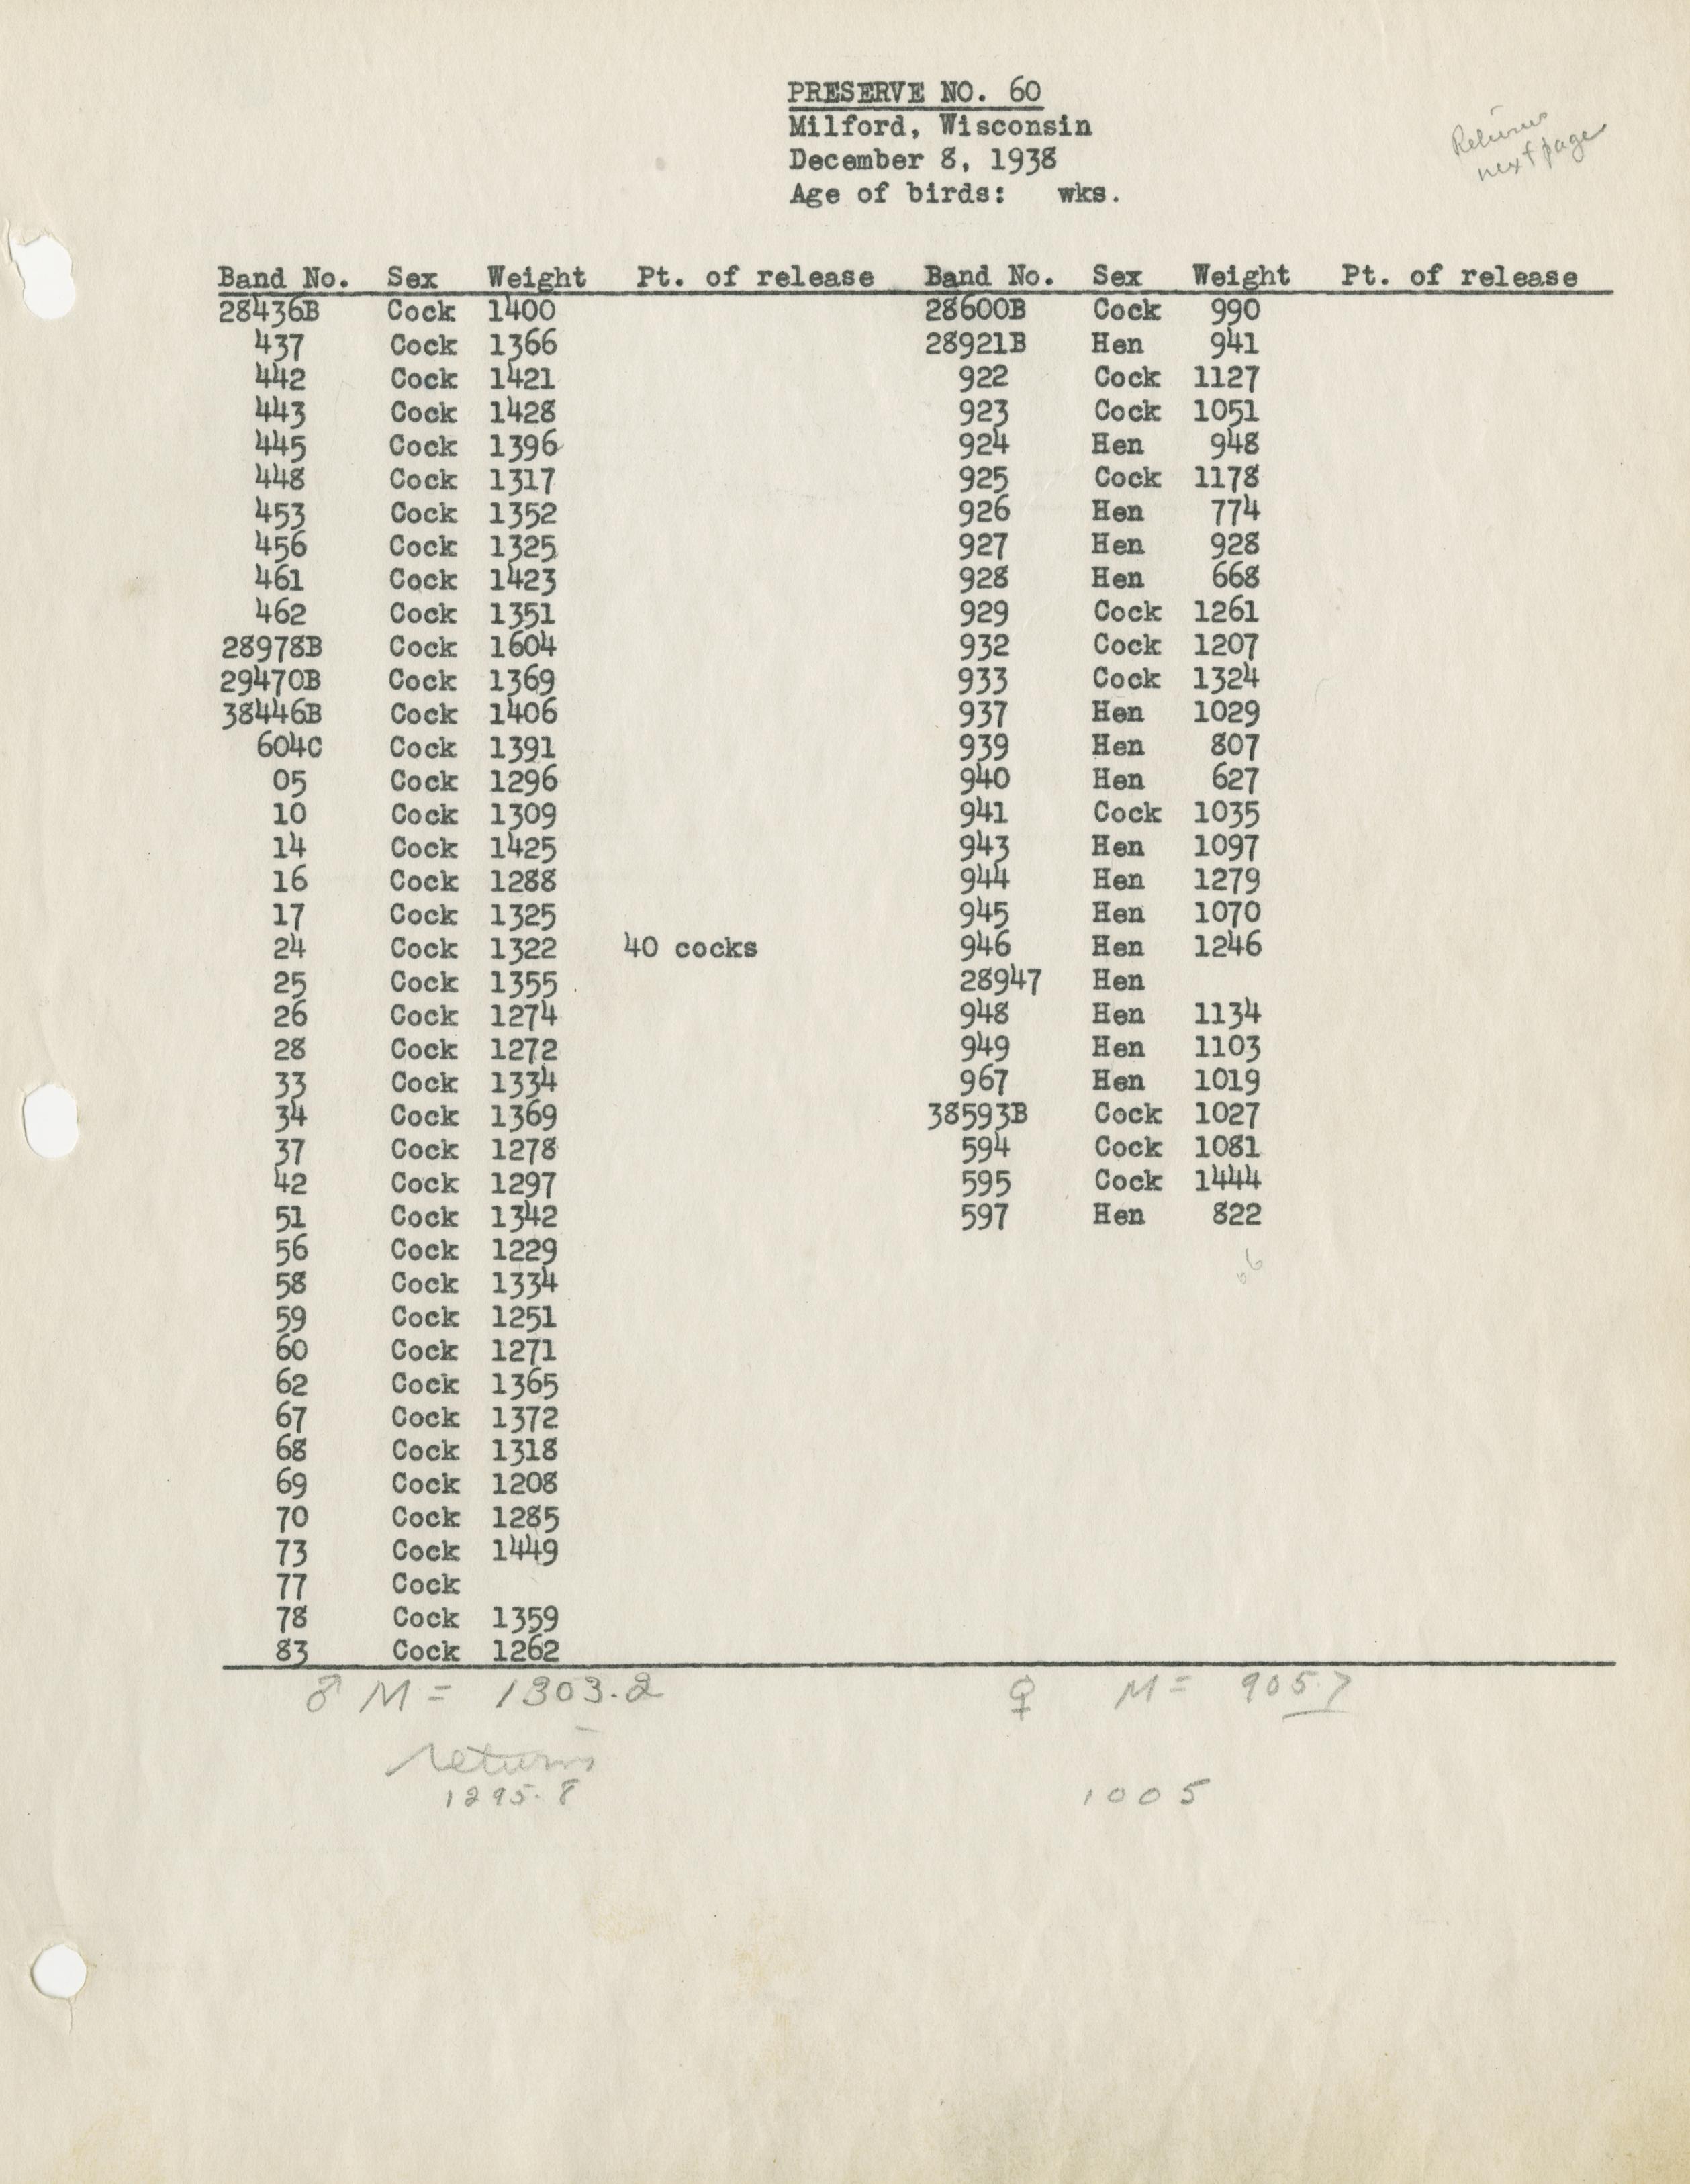 PRESERVE NO. 60
Milford, Wisconsin
December 8, 1938
Age of birds: wks.
Returns
next page
Band No. Sex Weight Pt. of release Band No. Sex Weight Pt. of release
28436B Cock 1400 28600B Cock 990
437 Cock 1366 28921B Hen 941
442 Cock 1421 922 Cock 1127
443 Cock 1428 923 Cock 1051
445 Cock 1396 924 Hen 948
448 Cock 1317 925 Cock 1178
453 Cock 1352 926 Hen 774
456 Cock 1325 927 Hen 928
461 Cock 1423 928 Hen 668
462 Cock 1351 929 Cock 1261
28978B Cock 1604 932 Cock 1207
29470B Cock 1369 933 Cock 1324
38446B Cock 1406 937 Hen 1029
604C Cock 1391 939 Hen 807
05 Cock 1296 940 Hen 627
10 Cock 1309 941 Cock 1035
14 Cock 1425 943 Hen 1097
16 Cock 1288 944 Hen 1279
17 Cock 1325 945 Hen 1070
24 Cock 1322 40 cocks 946 Hen 1246
25 Cock 1355 28947 Hen
26 Cock 1274 948 Hen 1134
28 Cock 1272 949 Hen 1103
33 Cock 1334 967 Hen 1019
34 Cock 1369 38593B Cock 1027
37 Cock 1278 594 Cock 1081
42 Cock 1297 595 Cock 1444
51 Cock 1342 597 Hen 822
56 Cock 1229
58 Cock 1334
59 Cock 1251
60 Cock 1271
62 Cock 1365
67 Cock 1372
68 Cock 1318
69 Cock 1208
70 Cock 1285
73 Cock 1449
77 Cock
78 Cock 1359
83 Cock 1262
♂ M = 1303.2 ♀ M = 905.7
returns
1295.8 1005